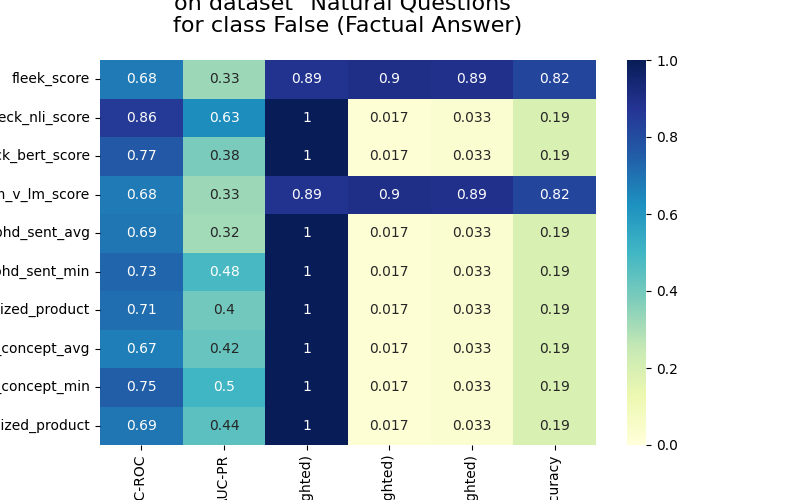 on dataset "Natural Questions"
for class False (Factual Answer)
fleek_score 0.68 0.33 0.89 0.9 0.89 0.82
eck_nli_score 0.86 0.63 1 0.017 0.033 0.19
ck_bert_score 0.77 0.38 1 0.017 0.033 0.19
m_v_lm_score 0.68 0.33 0.89 0.9 0.89 0.82
phd_sent_avg 0.69 0.32 1 0.017 0.033 0.19
phd_sent_min 0.73 0.48 1 0.017 0.033 0.19
ized_product 0.71 0.4 1 0.017 0.033 0.19
_concept_avg 0.67 0.42 1 0.017 0.033 0.19
_concept_min 0.75 0.5 1 0.017 0.033 0.19
ized_product 0.69 0.44 1 0.017 0.033 0.19
C-ROC
UC-PR
ghted)
ghted)
ghted)
curacy
1.0
0.8
0.6
0.4
0.2
0.0